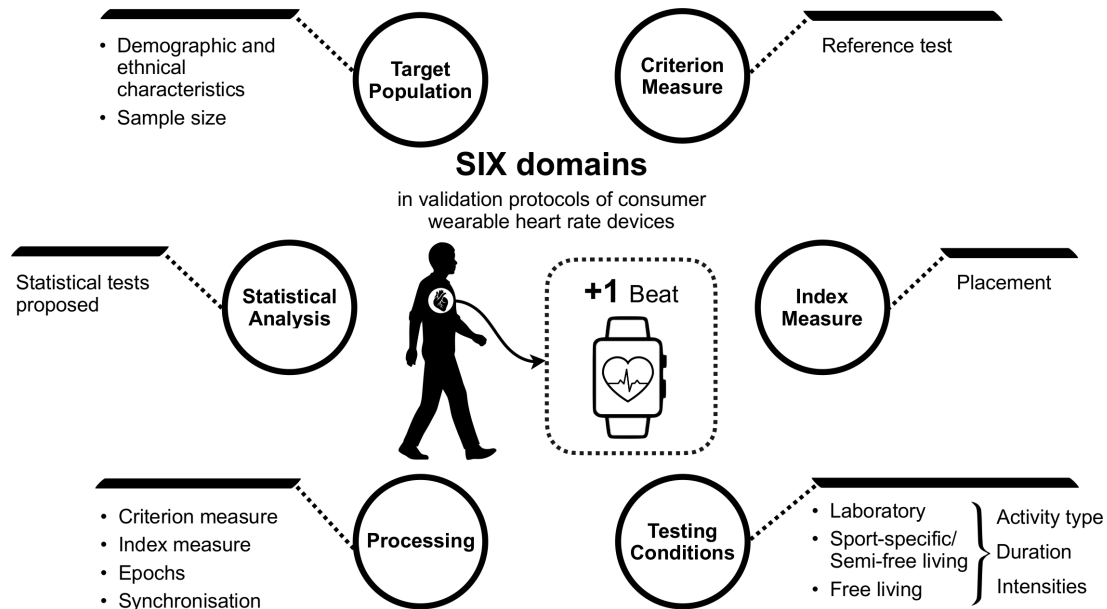 • Demographic and
ethnical
characteristics
• Sample size
Target
Population
Criterion
Measure
Reference test
SIX domains
in validation protocols of consumer
wearable heart rate devices
Statistical tests
proposed
Statistical
Analysis
+1 Beat
Index
Measure
Placement
• Criterion measure
• Index measure
• Epochs
• Synchronisation
Processing
Testing
Conditions
• Laboratory
• Sport-specific/
Semi-free living
• Free living
Activity type
Duration
Intensities